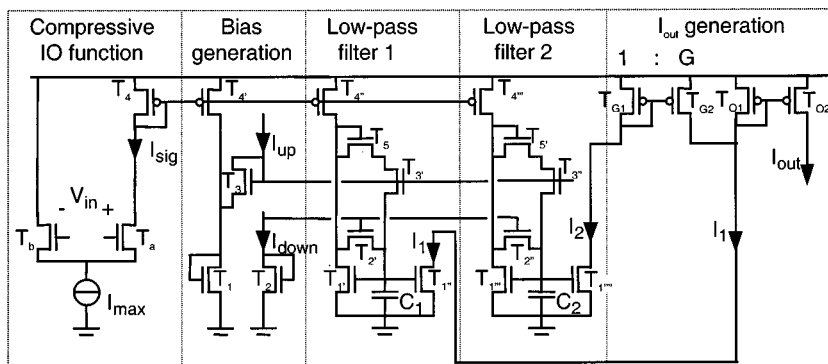 Compressive
IO function
Bias
generation
Low-pass
filter 1
Low-pass
filter 2
I_out generation
1 : G
T_4
T_4'
T_4''
T_4'''
T_G1
T_G2
T_O1
T_O2
I_sig
I_up
T_5
T_5'
I_out
T_3
T_3'
3''
- V_in +
T_b
T_a
I_down
T_2'
I_1
T_2''
I_2
I_1
I_max
T_1
T_2
T_1'
C_1
T_1''
T_1'''
C_2
T_1''''